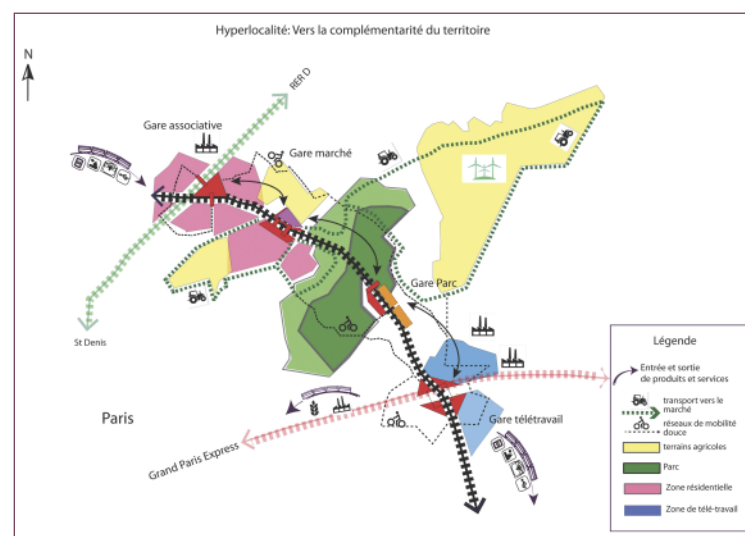 Hyperlocalité: Vers la complémentarité du territoire
N
RER D
Gare associative
Gare marché
Gare Parc
St Denis
Paris
Grand Paris Express
Gare télétravail
Légende
Entrée et sortie
de produits et services
transport vers le
marché
réseaux de mobilité
douce
terrains agricoles
Parc
Zone résidentielle
Zone de télé-travail